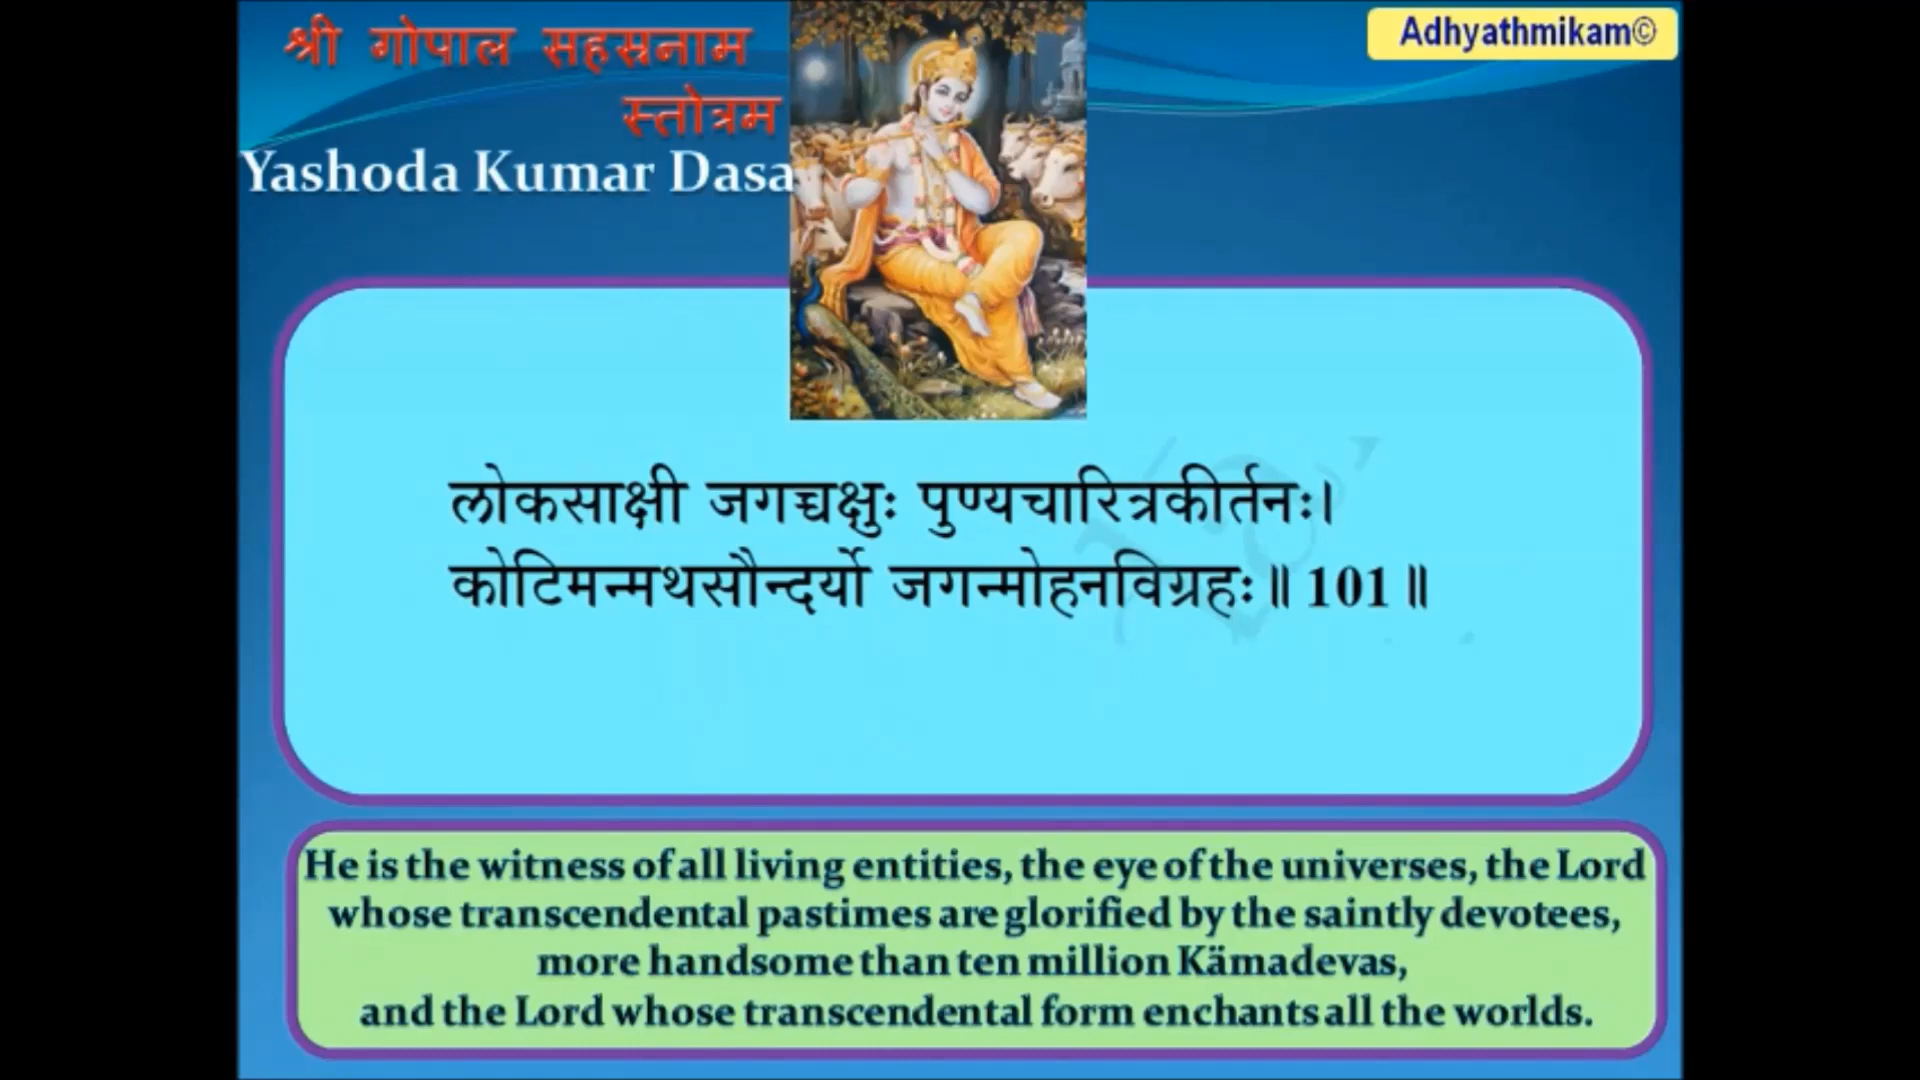 श्री गोपाल सहस्रनाम
स्तोत्रम
Yashoda Kumar Dasa
Adhyathmikam©
लोकसाक्षी जगच्चक्षुः पुण्यचारित्रकीर्तनः।
कोटिमन्मथसौन्दर्यो जगन्मोहनविग्रहः॥ 101॥
He is the witness of all living entities, the eye of the universes, the Lord
whose transcendental pastimes are glorified by the saintly devotees,
more handsome than ten million Kämadevas,
and the Lord whose transcendental form enchants all the worlds.